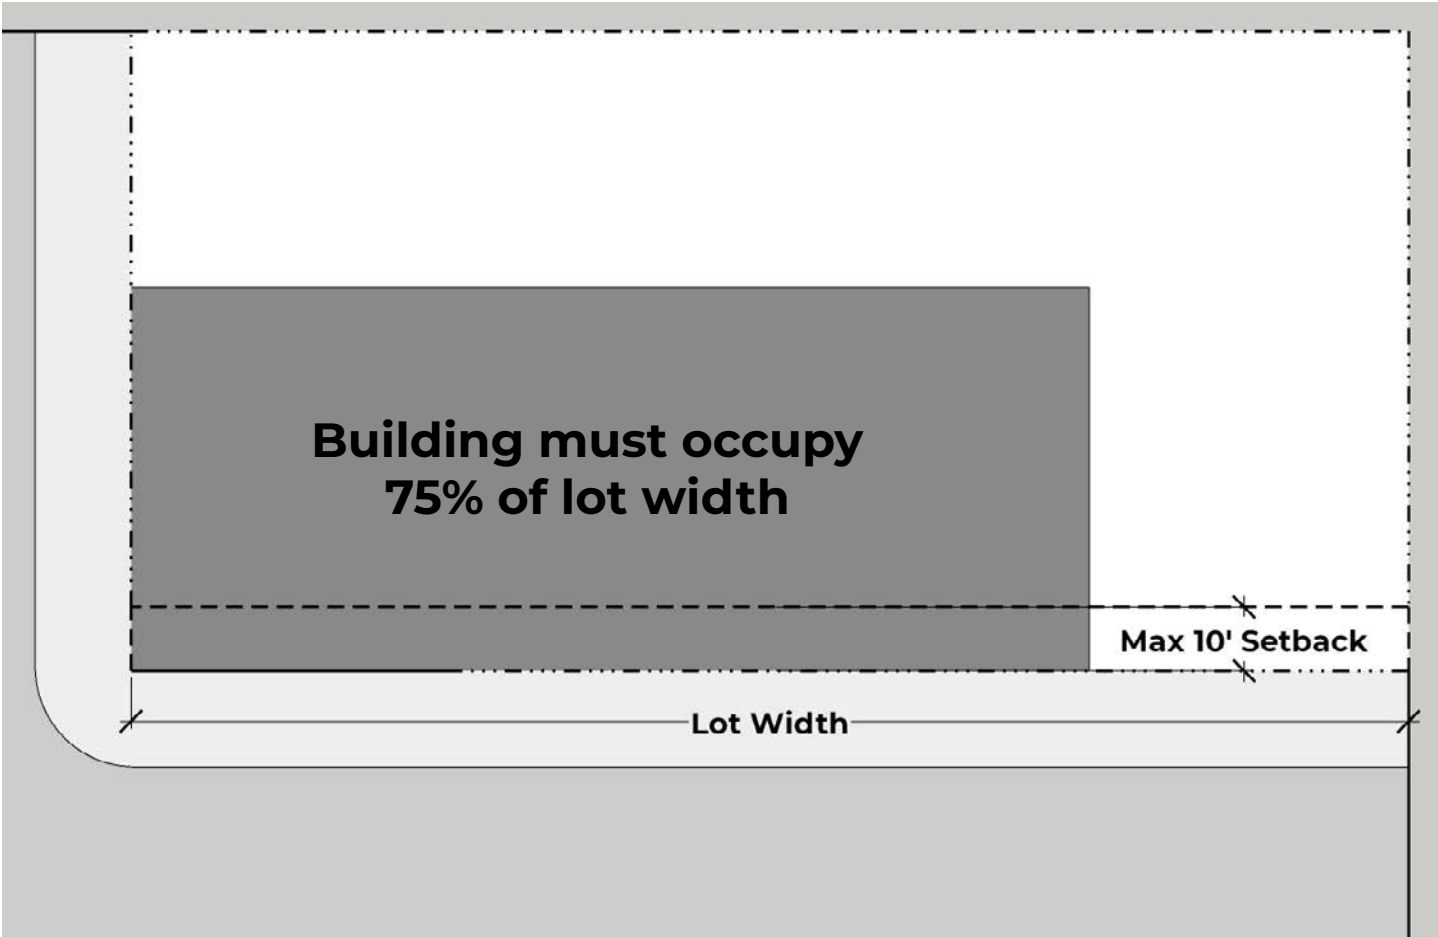 Building must occupy
75% of lot width
Max 10' Setback
Lot Width